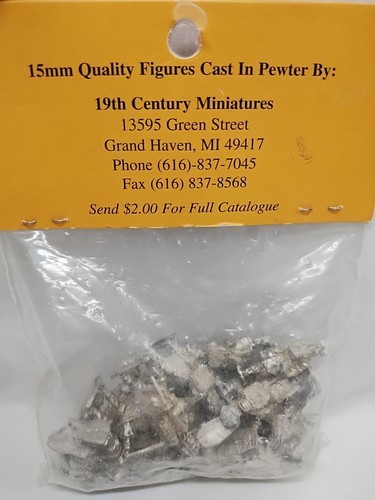 15mm Quality Figures Cast In Pewter By:
19th Century Miniatures
13595 Green Street
Grand Haven, MI 49417
Phone (616)-837-7045
Fax (616) 837-8568
Send $2.00 For Full Catalogue